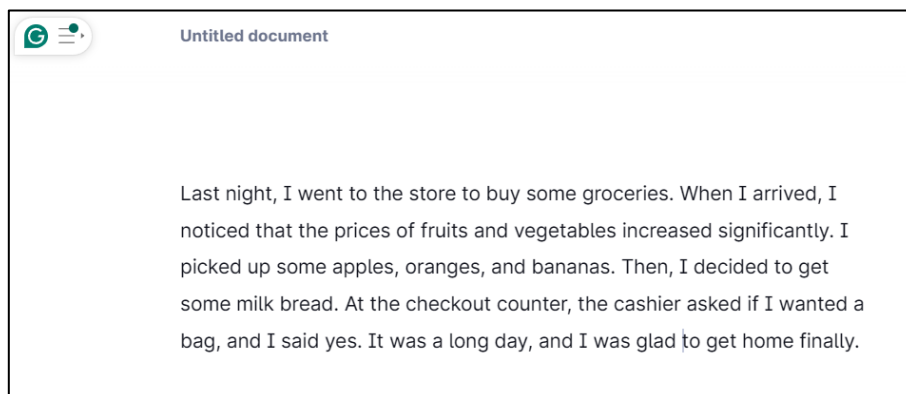 Untitled document
Last night, I went to the store to buy some groceries. When I arrived, I
noticed that the prices of fruits and vegetables increased significantly. I
picked up some apples, oranges, and bananas. Then, I decided to get
some milk bread. At the checkout counter, the cashier asked if I wanted a
bag, and I said yes. It was a long day, and I was glad to get home finally.